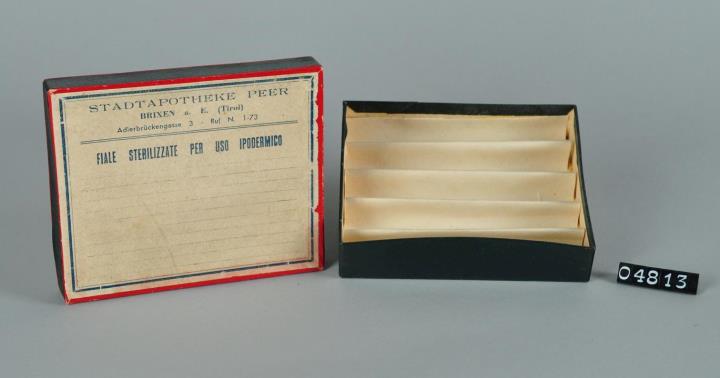 STADTAPOTHEKE PEER
BRIXEN a. E. (Tirol)
Adlerbrückengasse 3 - Ruf N. 1-73
FIALE STERILIZZATE PER USO IPODERMICO
04813